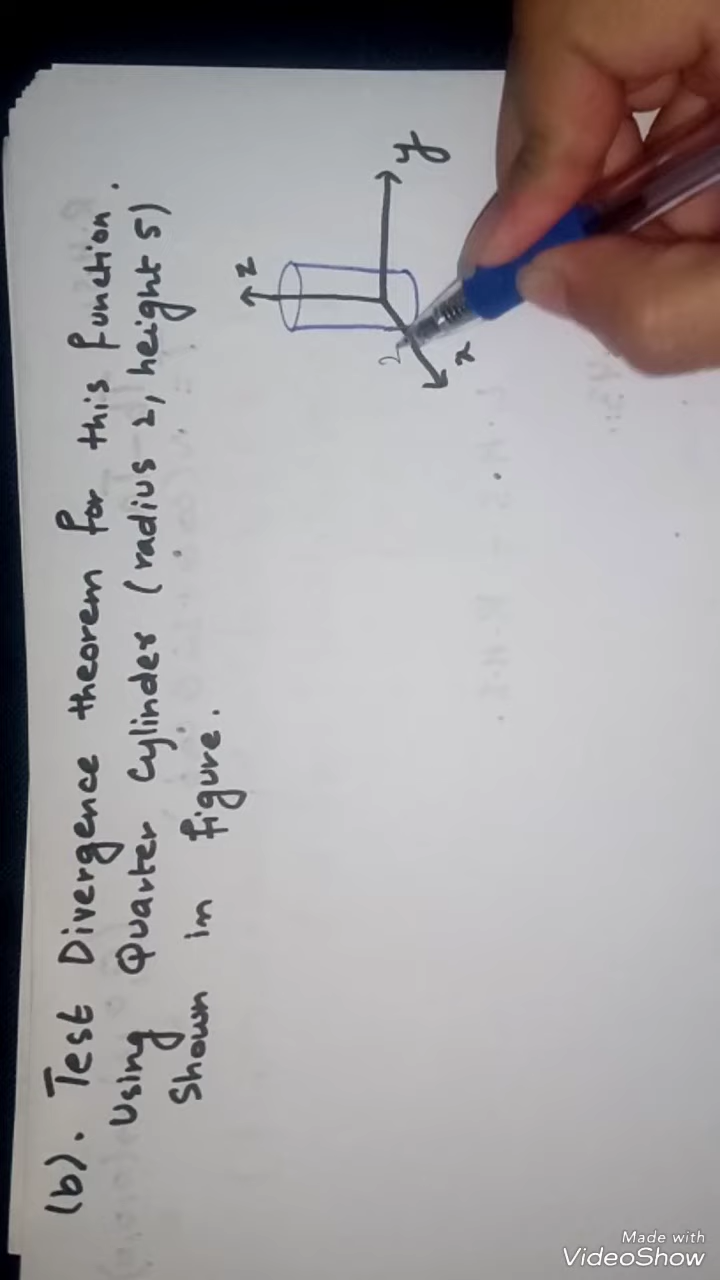 (b). Test Divergence theorem for this function.
Using Quarter Cylinder (radius 2, height 5)
Shown in figure.
z
y
2
x
Made with
VideoShow